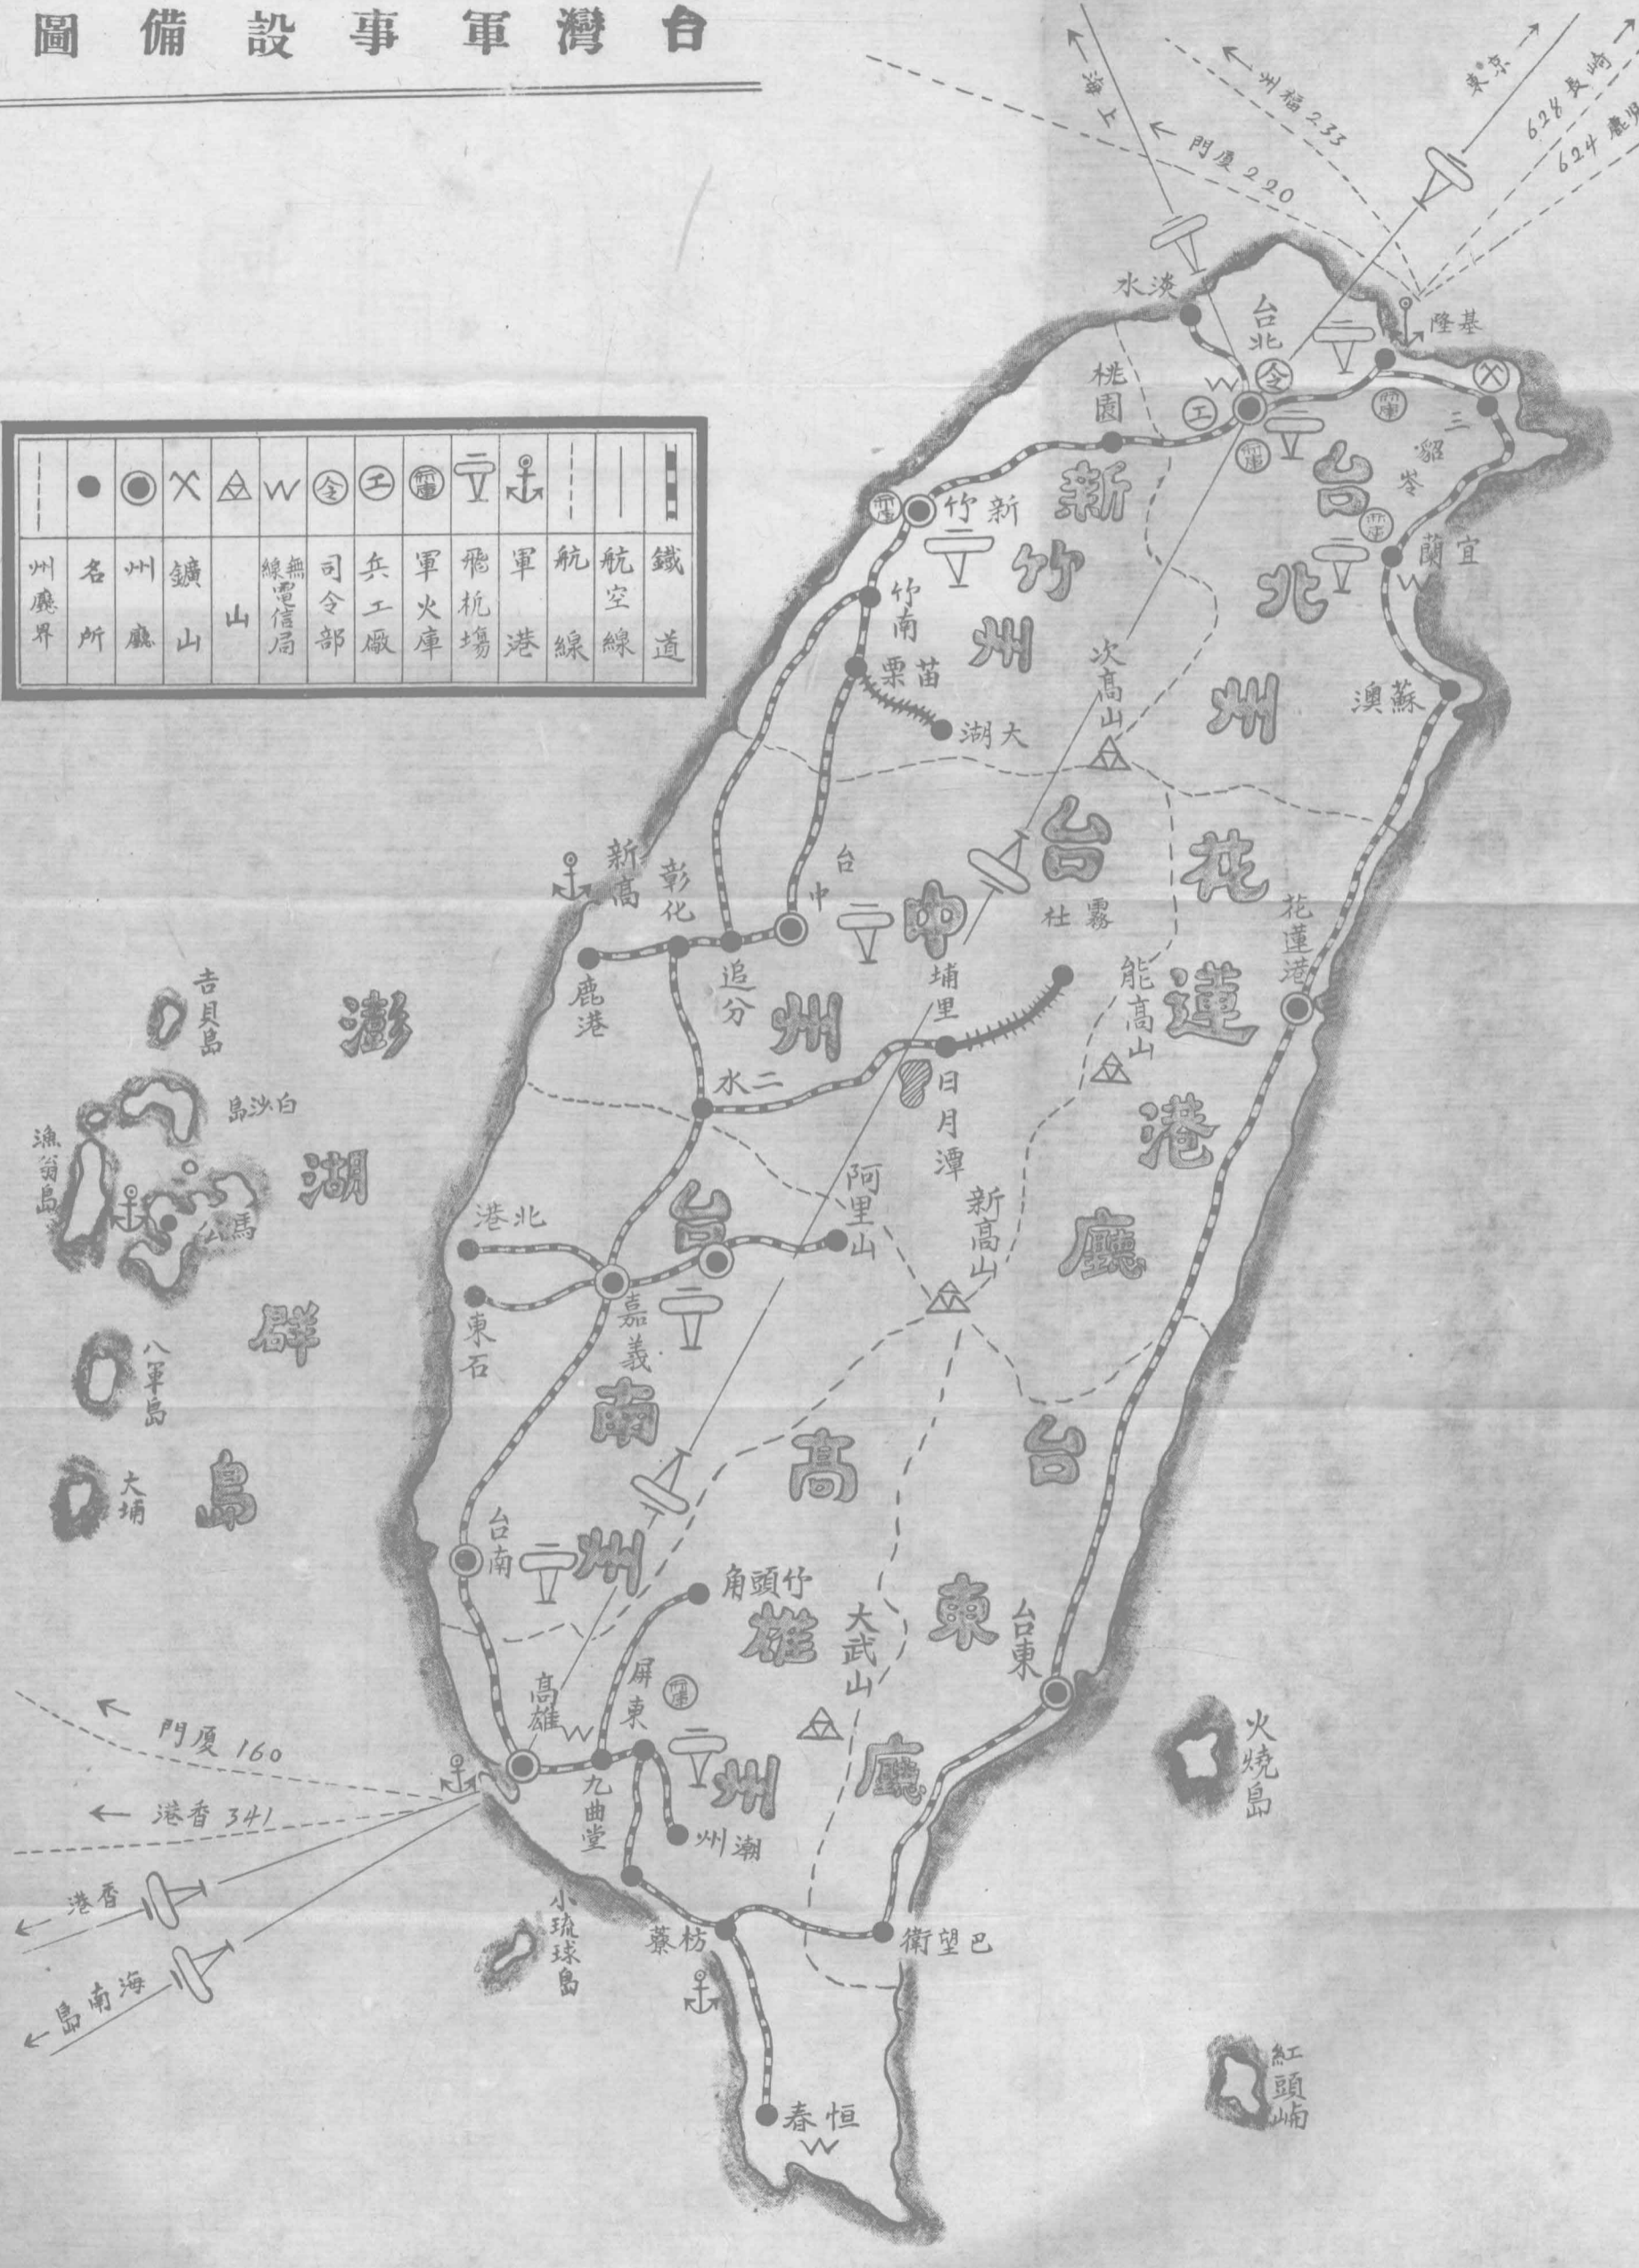 台灣軍事設備圖
鐵道
航空線
航線
軍港
飛机場
軍火庫
兵工廠
司令部
無線電信局
山
鑛山
州廳
名所
州廳界
令
工
上海
福州 233
廈門 220
東京
長崎 628
624
淡水
台北
基隆
桃園
三貂岺
新竹
宜蘭
竹南
苗栗
大湖
次高山
蘇澳
新竹州
台北州
新高
彰化
台中
鹿港
追分
霧社
埔里
能高山
花蓮港
台中州
花蓮港廳
二水
日月潭
阿里山
新高山
北港
東石
嘉義
台南州
台南
高雄州
台東廳
竹頭角
大武山
台東
屏東
高雄
九曲堂
潮州
枋藔
巴望衛
恒春
小琉球島
火燒島
紅頭嶼
澎湖群島
吉貝島
白沙島
漁翁島
馬公
八軍島
大埔
廈門 160
香港 341
香港
海南島